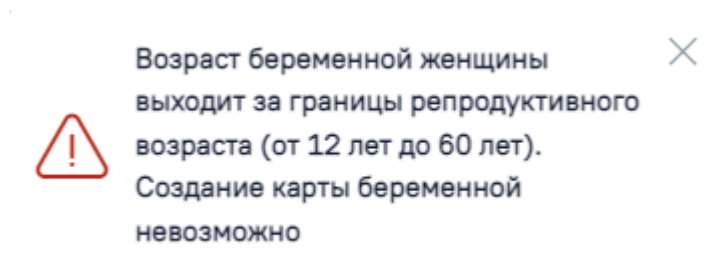 Возраст беременной женщины
выходит за границы репродуктивного
возраста (от 12 лет до 60 лет).
Создание карты беременной
невозможно